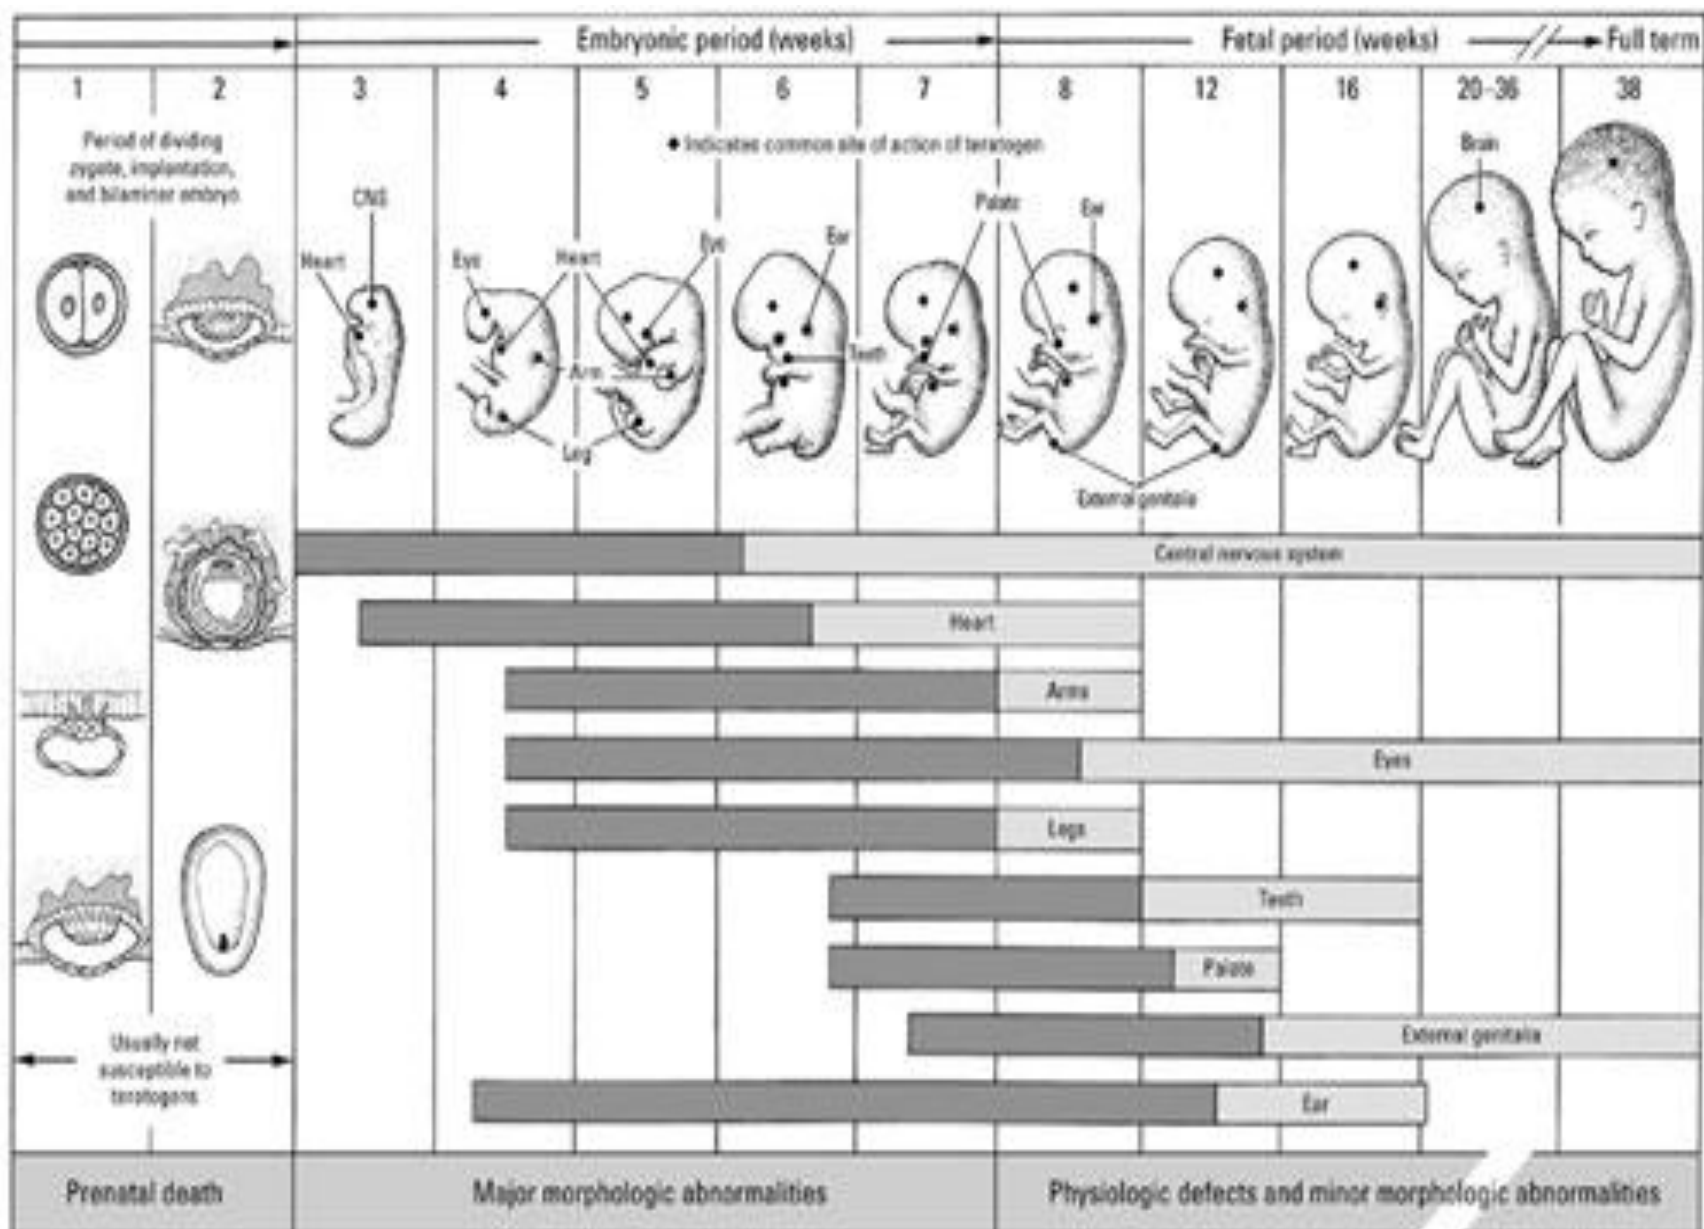 Embryonic period (weeks)
Fetal period (weeks)
Full term
1
2
3
4
5
6
7
8
12
16
20-36
38
Period of dividing
zygote, implantation,
and bilaminer embryo
Indicates common site of action of teratogen
CNS
Heart
Eye
Heart
Eye
Ear
Palate
Ear
Brain
Arm
Teeth
Leg
External genitalia
Central nervous system
Heart
Arms
Eyes
Legs
Teeth
Palate
External genitalia
Ear
Usually not
susceptible to
teratogens
Prenatal death
Major morphologic abnormalities
Physiologic defects and minor morphologic abnormalities